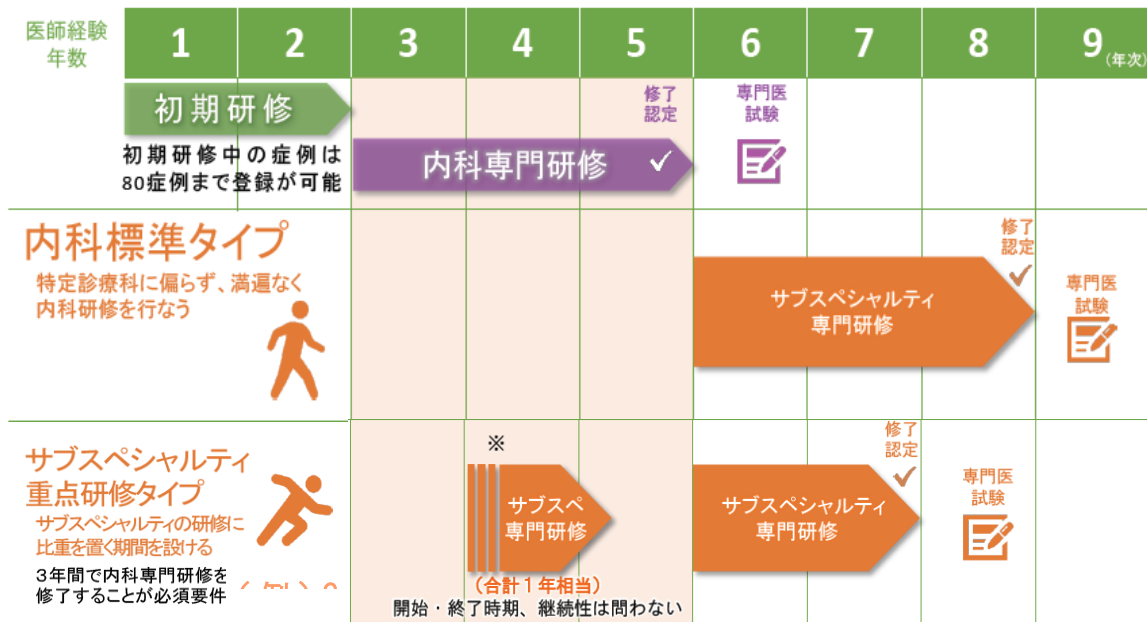 医師経験
年数
1 2 3 4 5 6 7 8 9(年次)
初期研修
初期研修中の症例は
80症例まで登録が可能
修了
認定
内科専門研修
専門医
試験
内科標準タイプ
特定診療科に偏らず、満遍なく
内科研修を行なう
サブスペシャルティ
専門研修
修了
認定
専門医
試験
サブスペシャルティ
重点研修タイプ
サブスペシャルティの研修に
比重を置く期間を設ける
3年間で内科専門研修を
修了することが必須要件
※
サブスペ
専門研修
(合計1年相当)
開始・終了時期、継続性は問わない
サブスペシャルティ
専門研修
修了
認定
専門医
試験